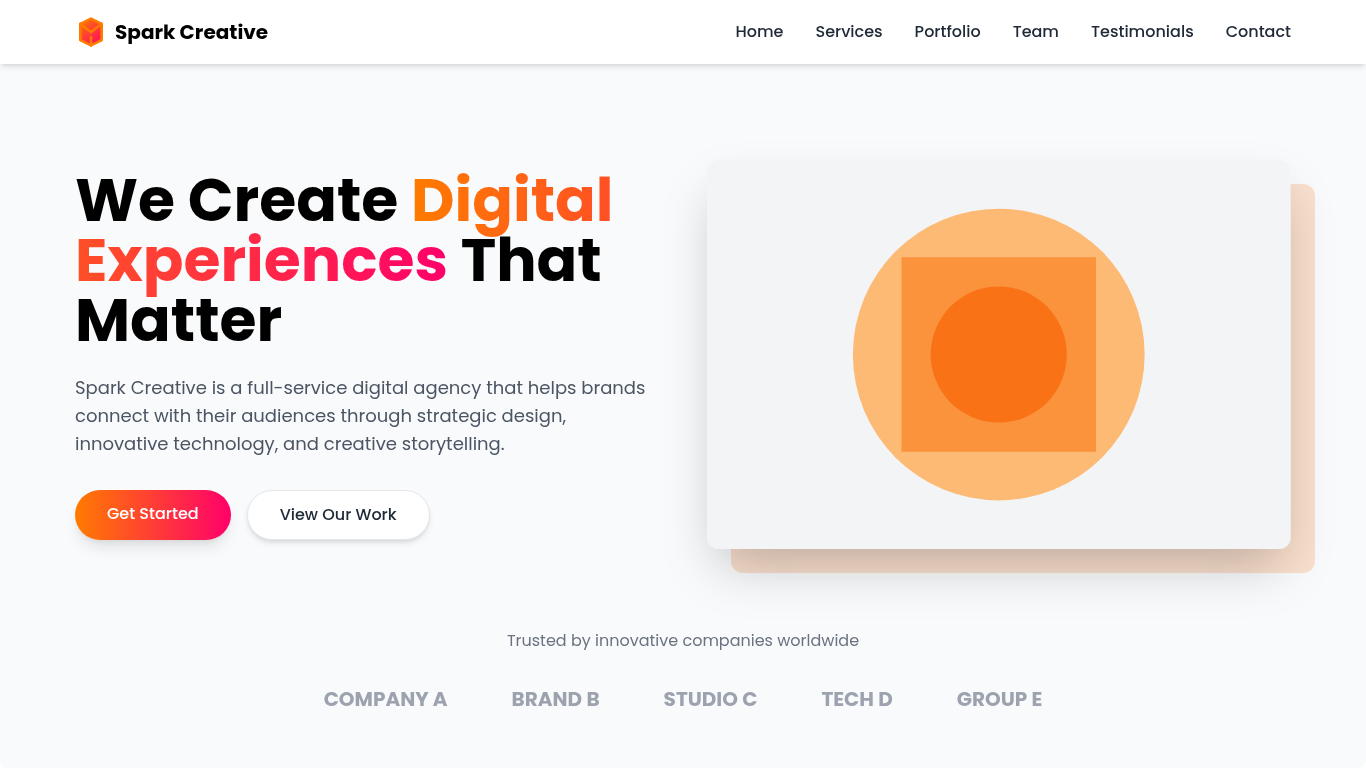 Spark Creative
Home
Services
Portfolio
Team
Testimonials
Contact
We Create Digital
Experiences That
Matter
Spark Creative is a full-service digital agency that helps brands
connect with their audiences through strategic design,
innovative technology, and creative storytelling.
Get Started
View Our Work
Trusted by innovative companies worldwide
COMPANY A
BRAND B
STUDIO C
TECH D
GROUP E